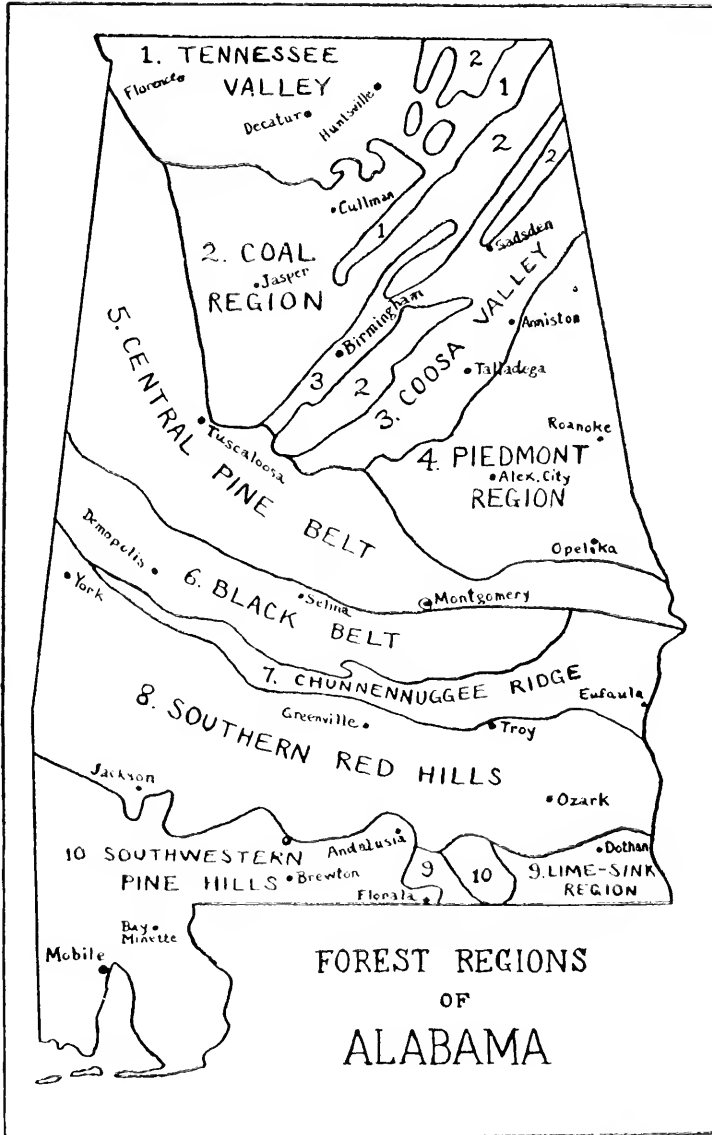 1. TENNESSEE
VALLEY
Florence
Decatur
Huntsville
2
1
2
2
Cullman
1
2. COAL
REGION
Jasper
Gadsden
Birmingham
3
2
3. COOSA VALLEY
Anniston
Talladega
5. CENTRAL PINE BELT
Tuscaloosa
Roanoke
4. PIEDMONT
REGION
Alex. City
Opelika
Demopolis
York
6. BLACK BELT
Selma
Montgomery
7. CHUNNENNUGGEE RIDGE
Eufaula
8. SOUTHERN RED HILLS
Greenville
Troy
Jackson
Ozark
10 SOUTHWESTERN
PINE HILLS
Andalusia
Brewton
Florala
9
10
Dothan
9. LIME-SINK
REGION
Bay
Minette
Mobile
FOREST REGIONS
OF
ALABAMA